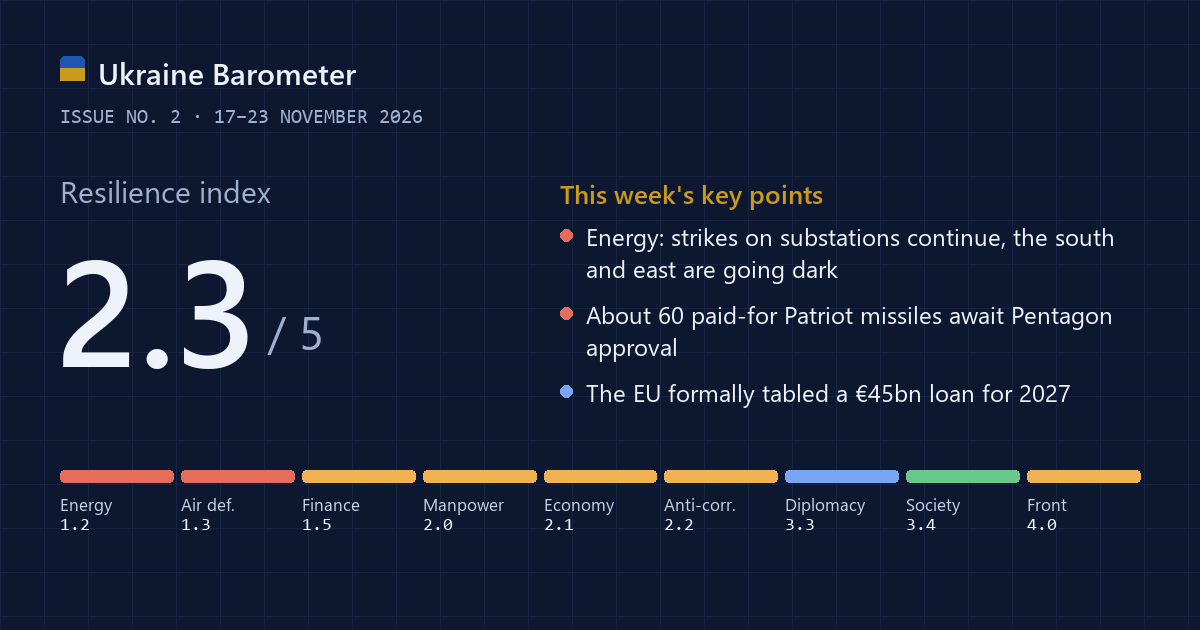 Ukraine Barometer
ISSUE NO. 2 · 17–23 NOVEMBER 2026
Resilience index
2.3 / 5
This week's key points
Energy: strikes on substations continue, the south
and east are going dark
About 60 paid-for Patriot missiles await Pentagon
approval
The EU formally tabled a €45bn loan for 2027
Energy
1.2
Air def.
1.3
Finance
1.5
Manpower
2.0
Economy
2.1
Anti-corr.
2.2
Diplomacy
3.3
Society
3.4
Front
4.0